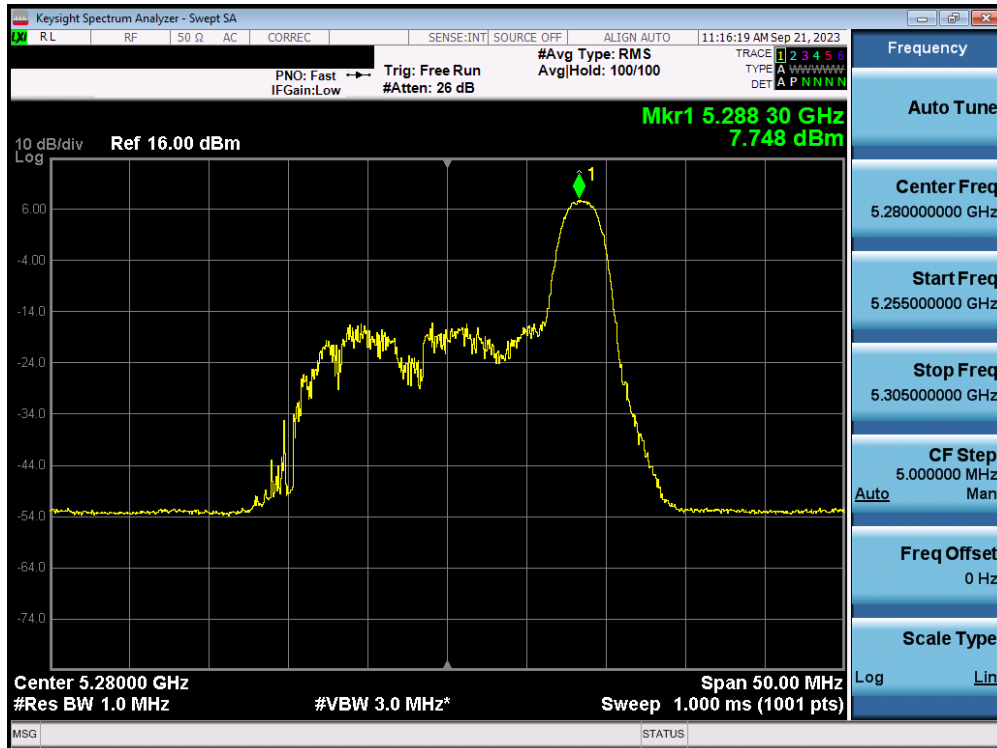 Keysight Spectrum Analyzer - Swept SA
LXI RL RF 50 Ω AC CORREC SENSE:INT SOURCE OFF ALIGN AUTO 11:16:19 AM Sep 21, 2023
PNO: Fast
IFGain:Low
Trig: Free Run
#Atten: 26 dB
#Avg Type: RMS
Avg|Hold: 100/100
TRACE 1 2 3 4 5 6
TYPE A WWWWW
DET A P N N N N
Mkr1 5.288 30 GHz
7.748 dBm
10 dB/div
Log
Ref 16.00 dBm
1
6.00
-4.00
-14.0
-24.0
-34.0
-44.0
-54.0
-64.0
-74.0
Center 5.28000 GHz
Span 50.00 MHz
#Res BW 1.0 MHz
#VBW 3.0 MHz*
Sweep 1.000 ms (1001 pts)
MSG
STATUS
Frequency
Auto Tune
Center Freq
5.280000000 GHz
Start Freq
5.255000000 GHz
Stop Freq
5.305000000 GHz
CF Step
5.000000 MHz
Auto Man
Freq Offset
0 Hz
Scale Type
Log Lin